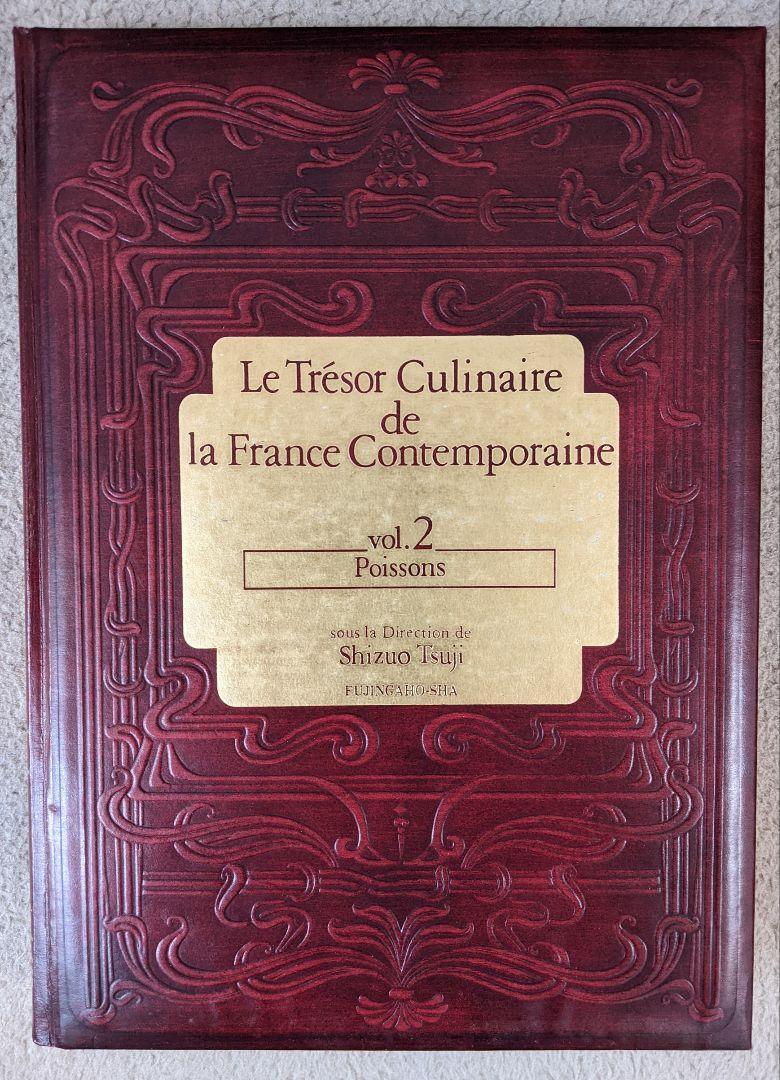 Le Trésor Culinaire
de
la France Contemporaine
vol.2
Poissons
sous la Direction de
Shizuo Tsuji
FUJINGAHO-SHA